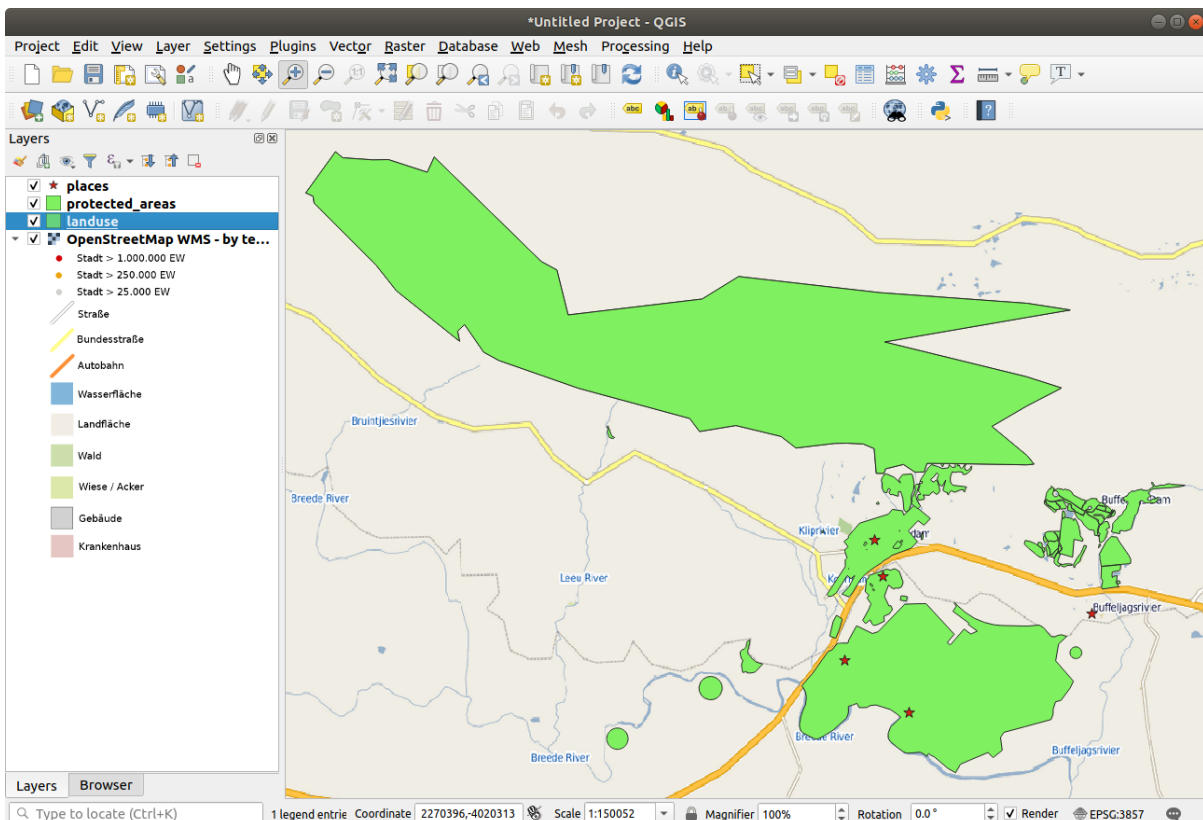 *Untitled Project - QGIS
Project Edit View Layer Settings Plugins Vector Raster Database Web Mesh Processing Help
Layers
places
protected_areas
landuse
OpenStreetMap WMS - by te...
Stadt > 1.000.000 EW
Stadt > 250.000 EW
Stadt > 25.000 EW
Straße
Bundesstraße
Autobahn
Wasserfläche
Landfläche
Wald
Wiese / Acker
Gebäude
Krankenhaus
Bruintjiesrivier
Breede River
Kliprivier
Leeu River
Buffeljagsrivier
Breede River
Breede River
Buffeljagsrivier
Layers Browser
Type to locate (Ctrl+K) 1 legend entrie Coordinate 2270396,-4020313 Scale 1:150052 Magnifier 100% Rotation 0.0 ° Render EPSG:3857